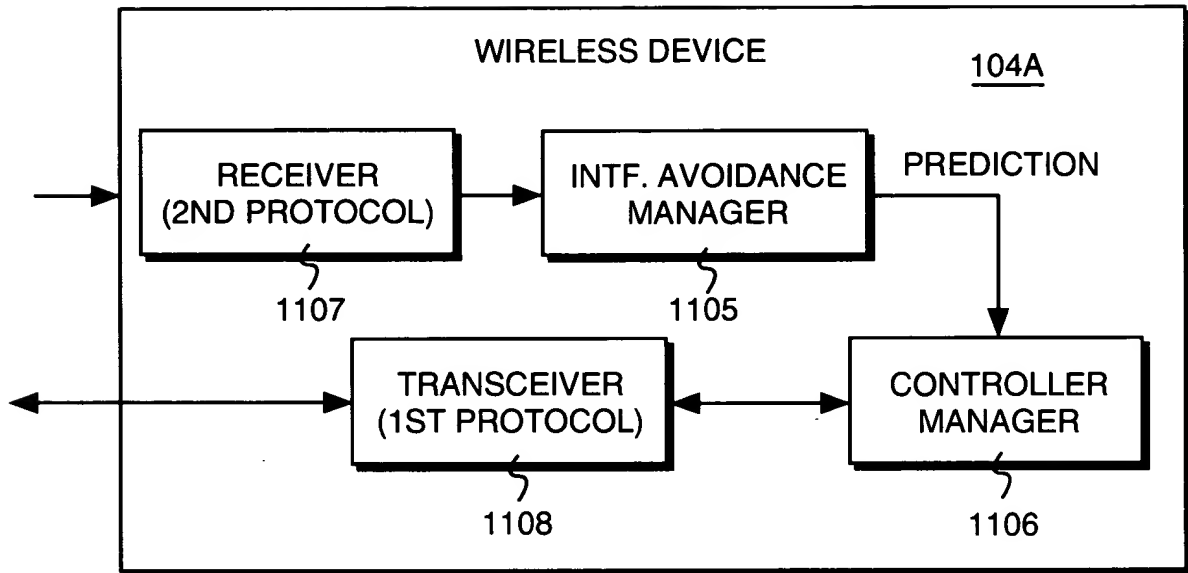 WIRELESS DEVICE
104A
RECEIVER
(2ND PROTOCOL)
1107
INTF. AVOIDANCE
MANAGER
1105
PREDICTION
TRANSCEIVER
(1ST PROTOCOL)
1108
CONTROLLER
MANAGER
1106